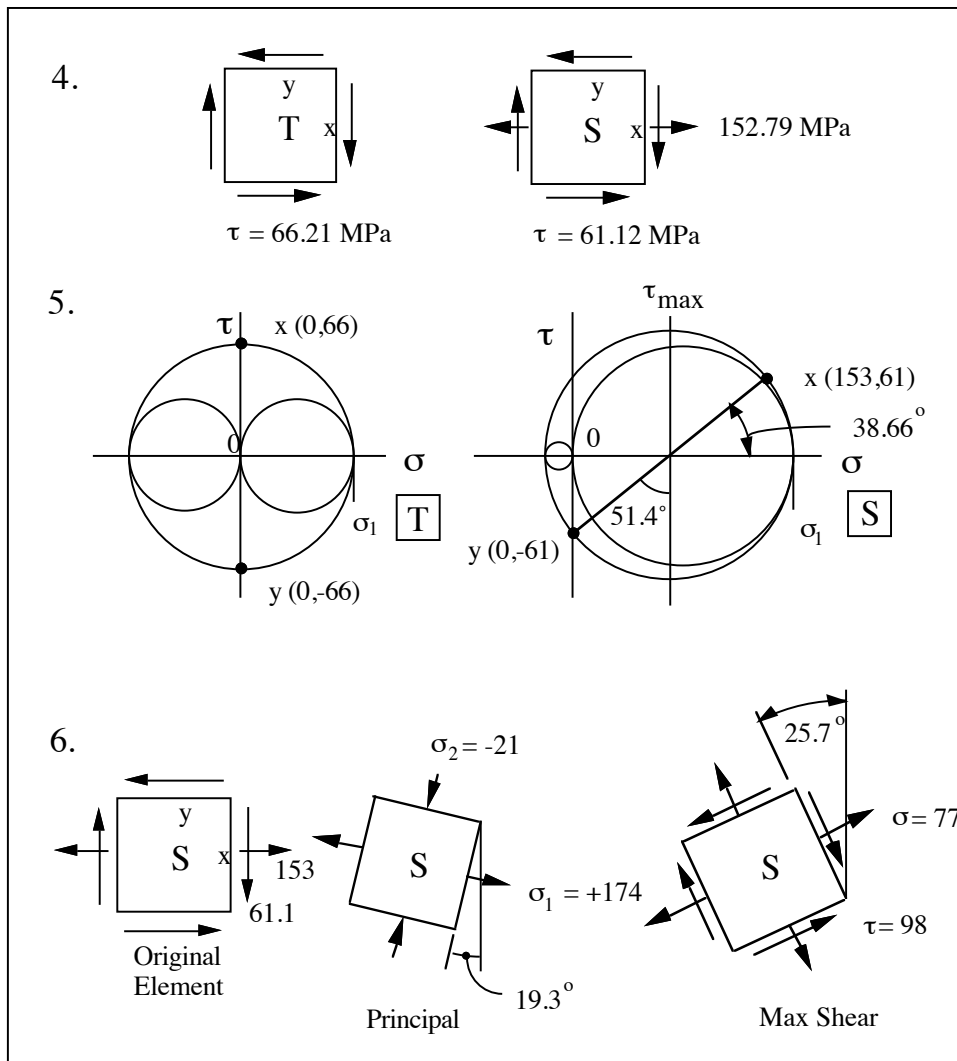 4.
y
T
x
τ = 66.21 MPa
y
S
x
152.79 MPa
τ = 61.12 MPa
5.
τ
x (0,66)
0
σ
σ1
T
y (0,-66)
τmax
τ
x (153,61)
0
38.66°
σ
51.4°
σ1
S
y (0,-61)
6.
y
S
x
153
61.1
Original
Element
σ2 = -21
S
σ1 = +174
19.3°
Principal
25.7°
σ= 77
S
τ= 98
Max Shear